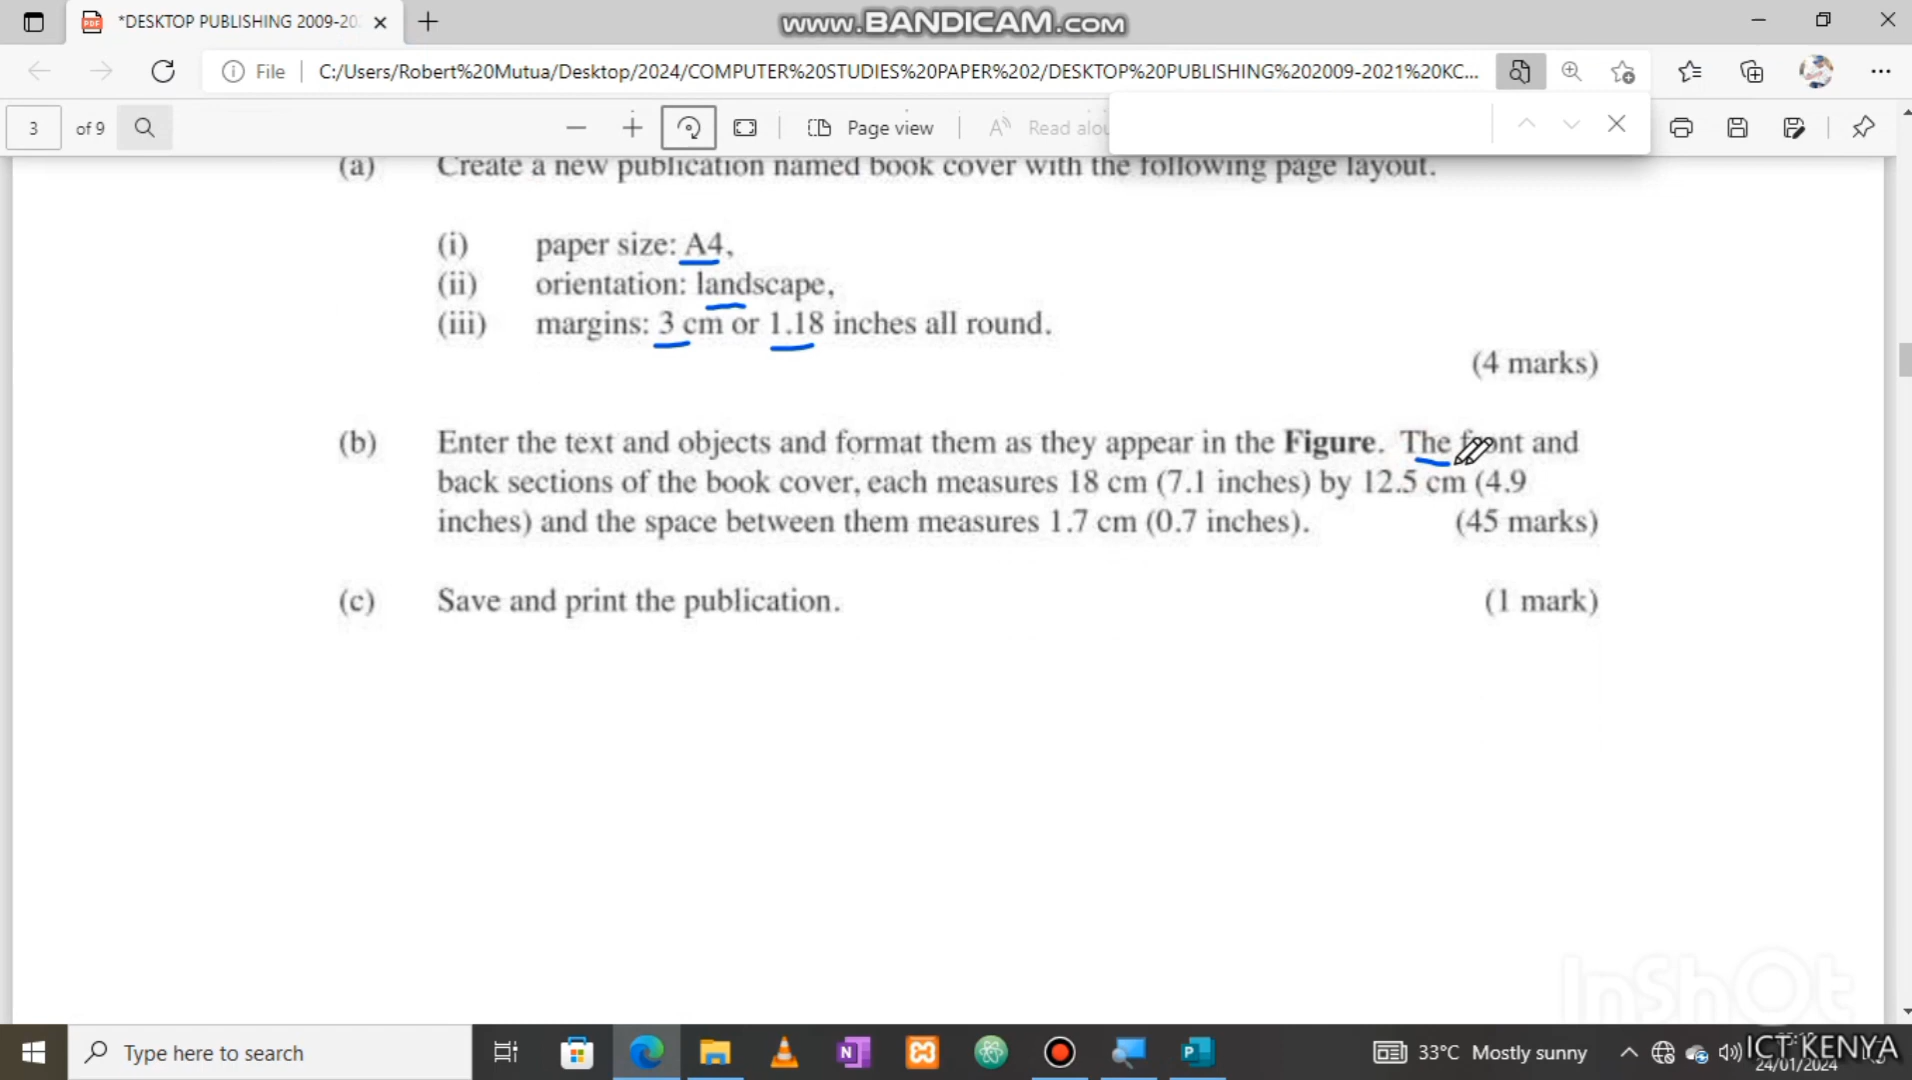 www.BANDICAM.com
*DESKTOP PUBLISHING 2009-20
File
C:/Users/Robert%20Mutua/Desktop/2024/COMPUTER%20STUDIES%20PAPER%202/DESKTOP%20PUBLISHING%202009-2021%20KC...
3 of 9
Page view
Read alou
(a) Create a new publication named book cover with the following page layout.
(i) paper size: A4,
(ii) orientation: landscape,
(iii) margins: 3 cm or 1.18 inches all round.
(4 marks)
(b) Enter the text and objects and format them as they appear in the Figure. The front and
back sections of the book cover, each measures 18 cm (7.1 inches) by 12.5 cm (4.9
inches) and the space between them measures 1.7 cm (0.7 inches). (45 marks)
(c) Save and print the publication. (1 mark)
InShOt
Type here to search
33°C Mostly sunny
ICT KENYA
24/01/2024